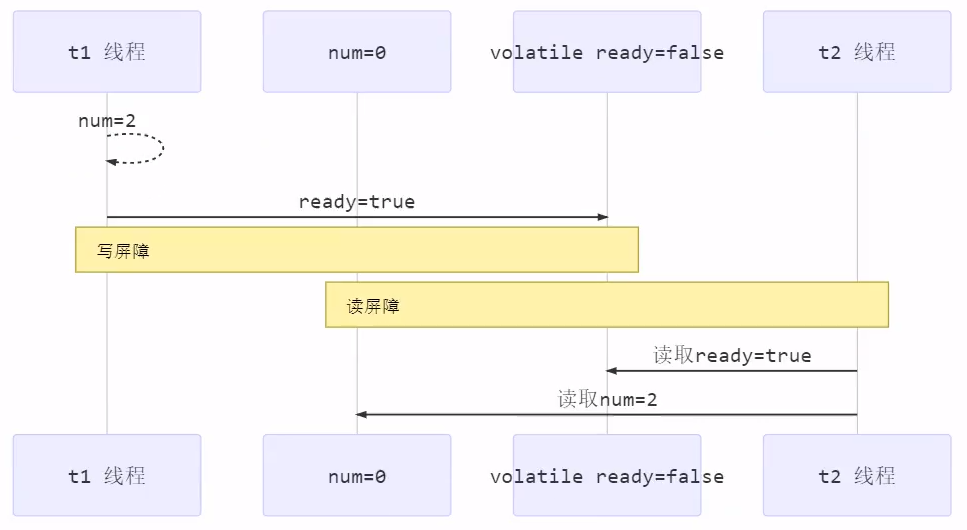 t1 线程
num=0
volatile ready=false
t2 线程
num=2
ready=true
写屏障
读屏障
读取ready=true
读取num=2
t1 线程
num=0
volatile ready=false
t2 线程